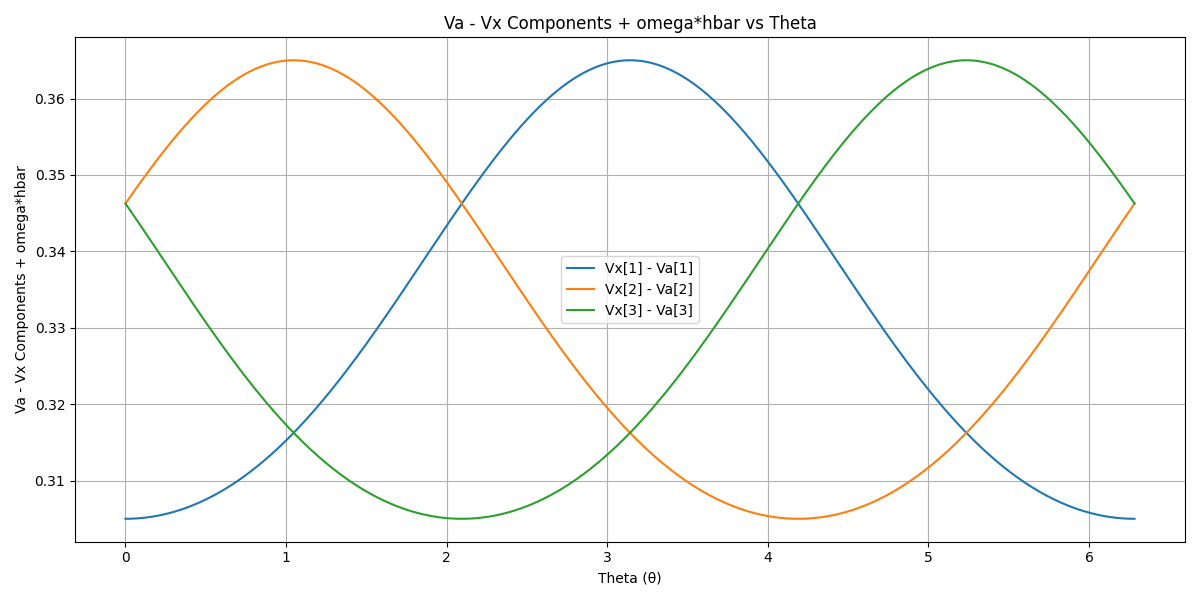 Va - Vx Components + omega*hbar vs Theta
Va - Vx Components + omega*hbar
0.36
0.35
0.34
0.33
0.32
0.31
Vx[1] - Va[1]
Vx[2] - Va[2]
Vx[3] - Va[3]
0 1 2 3 4 5 6
Theta (θ)